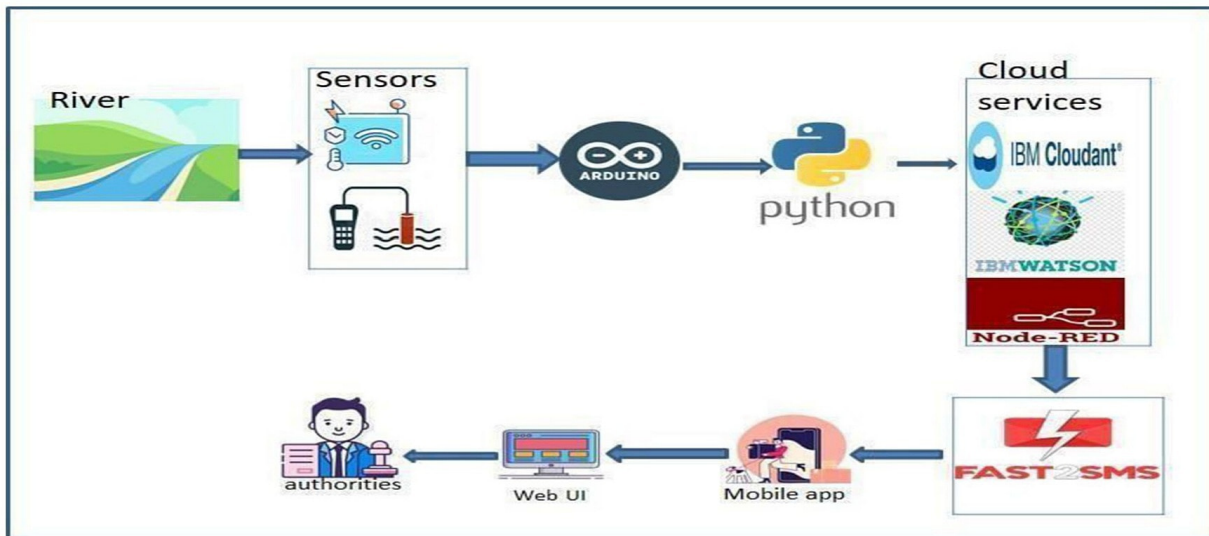 River
Sensors
ARDUINO
python
Cloud
services
IBM Cloudant®
IBMWATSON
Node-RED
FAST2SMS
Mobile app
Web UI
authorities